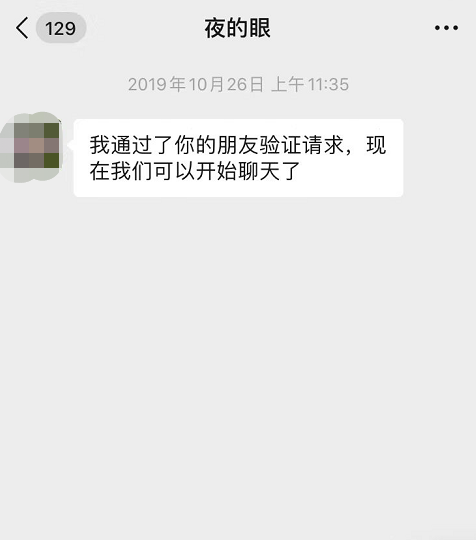 129
夜的眼
2019年10月26日 上午11:35
我通过了你的朋友验证请求，现
在我们可以开始聊天了